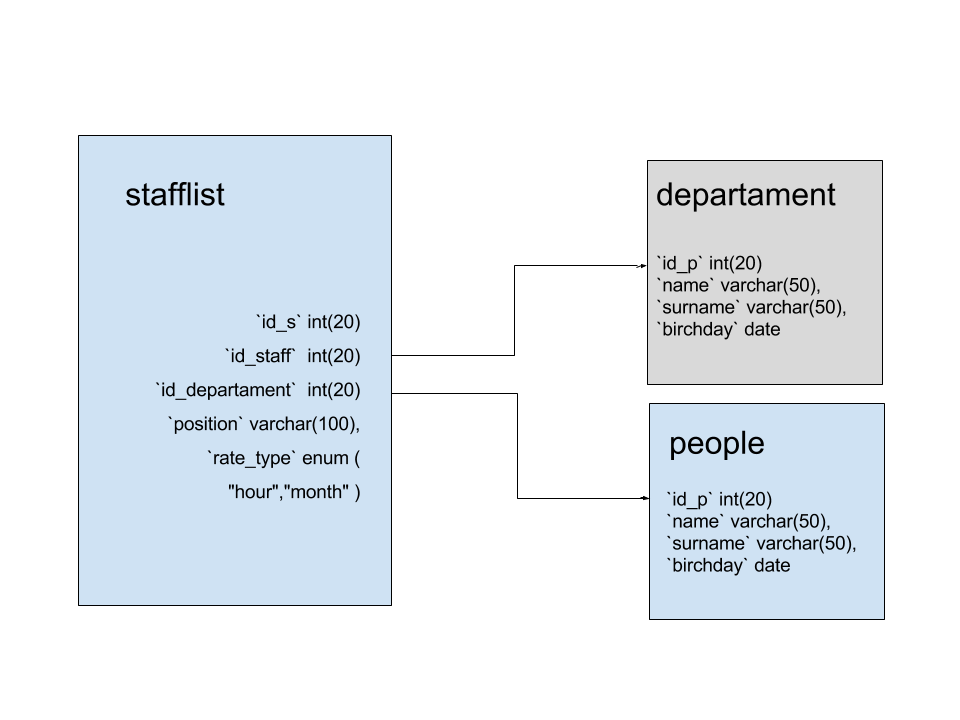 stafflist
`id_s` int(20)
`id_staff`  int(20)
`id_departament`  int(20)
`position` varchar(100),
`rate_type` enum (
"hour","month" )
departament
`id_p` int(20)
`name` varchar(50),
`surname` varchar(50),
`birchday` date
people
`id_p` int(20)
`name` varchar(50),
`surname` varchar(50),
`birchday` date